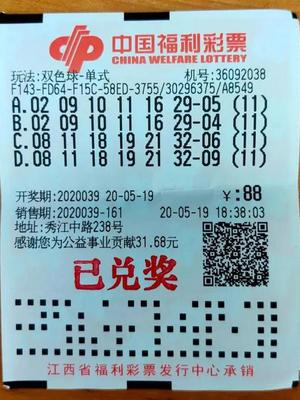 中国福利彩票
CHINA WELFARE LOTTERY
玩法:双色球-单式 机号:36092038
F143-FD64-F15C-58ED-3755/30296375/A8549
A.02 09 10 11 16 29-05 (11)
B.02 09 10 11 16 29-04 (11)
C.08 11 18 19 21 32-06 (11)
D.08 11 18 19 21 32-09 (11)
开奖期:2020039 20-05-19 ¥:88
销售期:2020039-161 20-05-19 18:38:03
地址:秀江中路238号
感谢您为公益事业贡献31.68元
已兑奖
江西省福利彩票发行中心承销